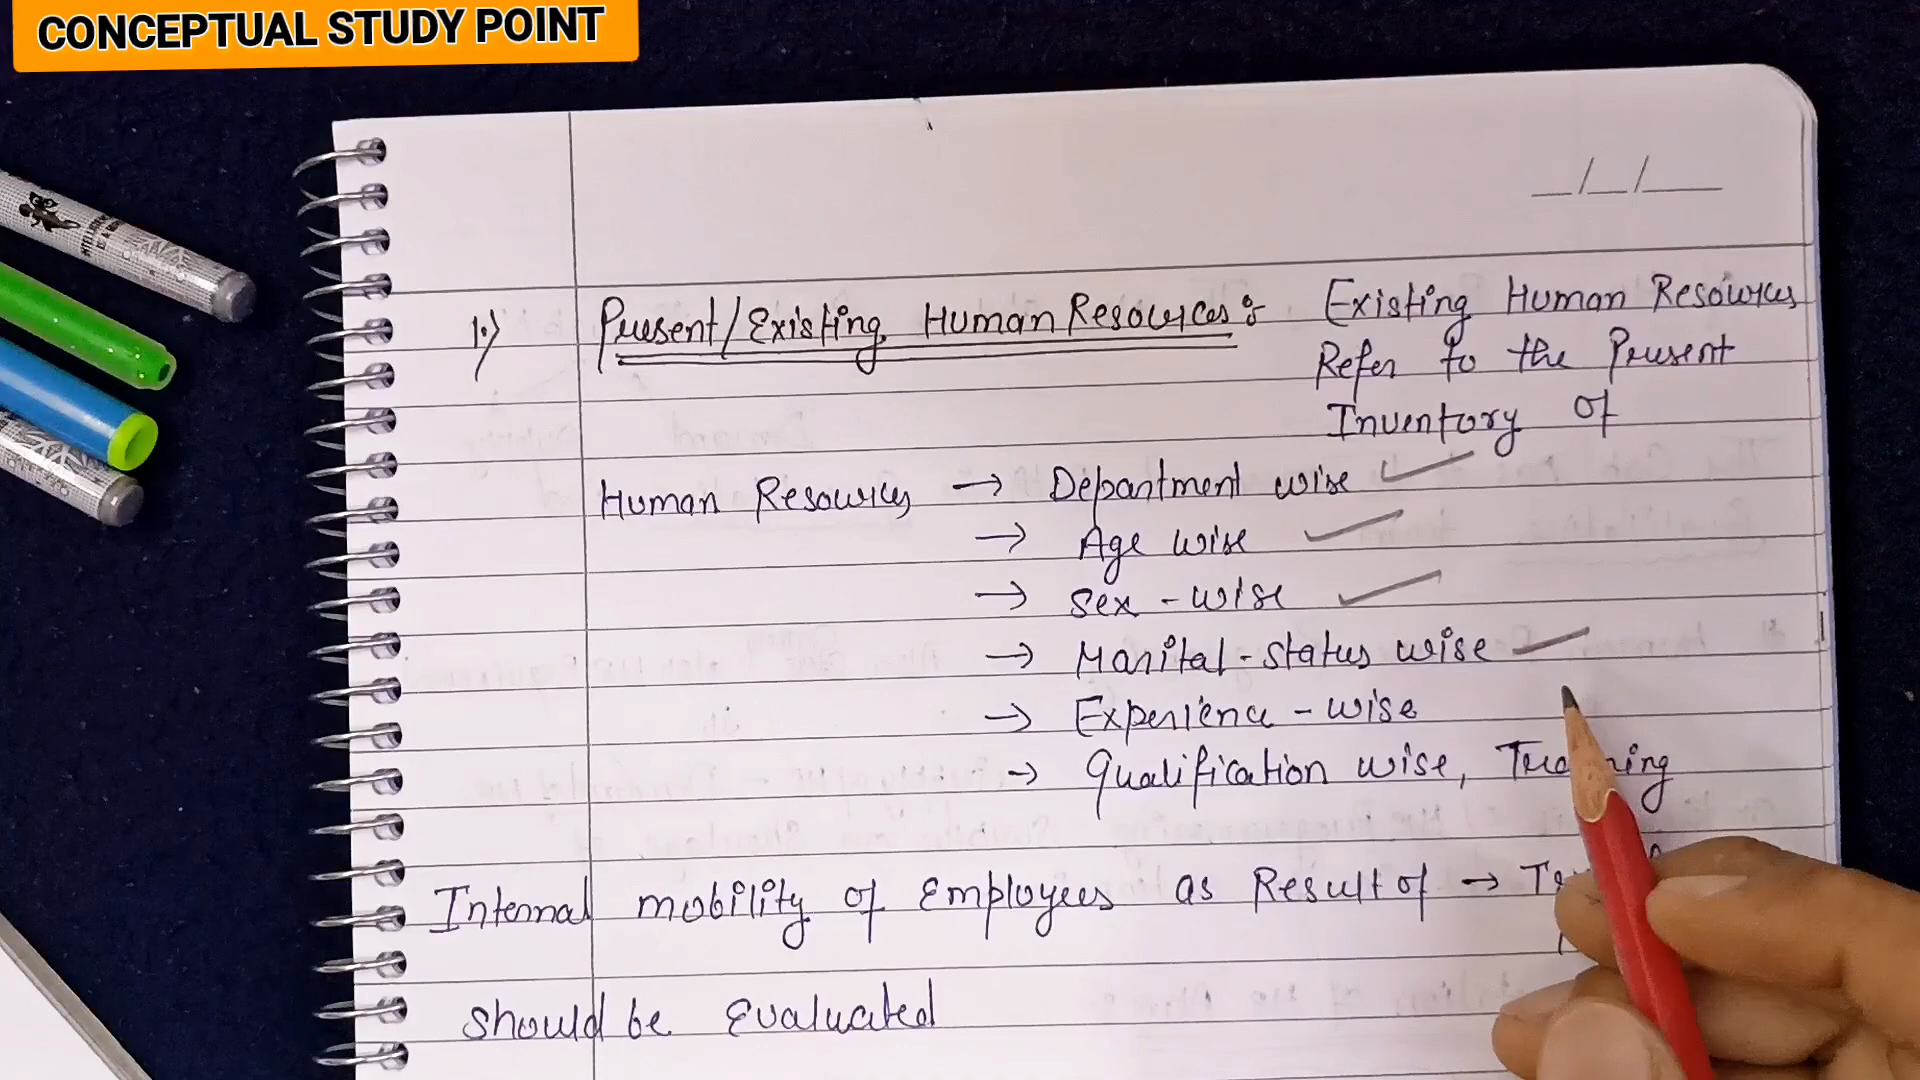 CONCEPTUAL STUDY POINT
_/_/__
1.) Present/Existing Human Resources : Existing Human Resources
Refer to the Present
Inventory of
Human Resources → Department wise ✓
→ Age wise ✓
→ Sex-wise ✓
→ Marital-status wise ✓
→ Experience-wise
→ Qualification wise,
Internal mobility of Employees as Result of →
should be Evaluated